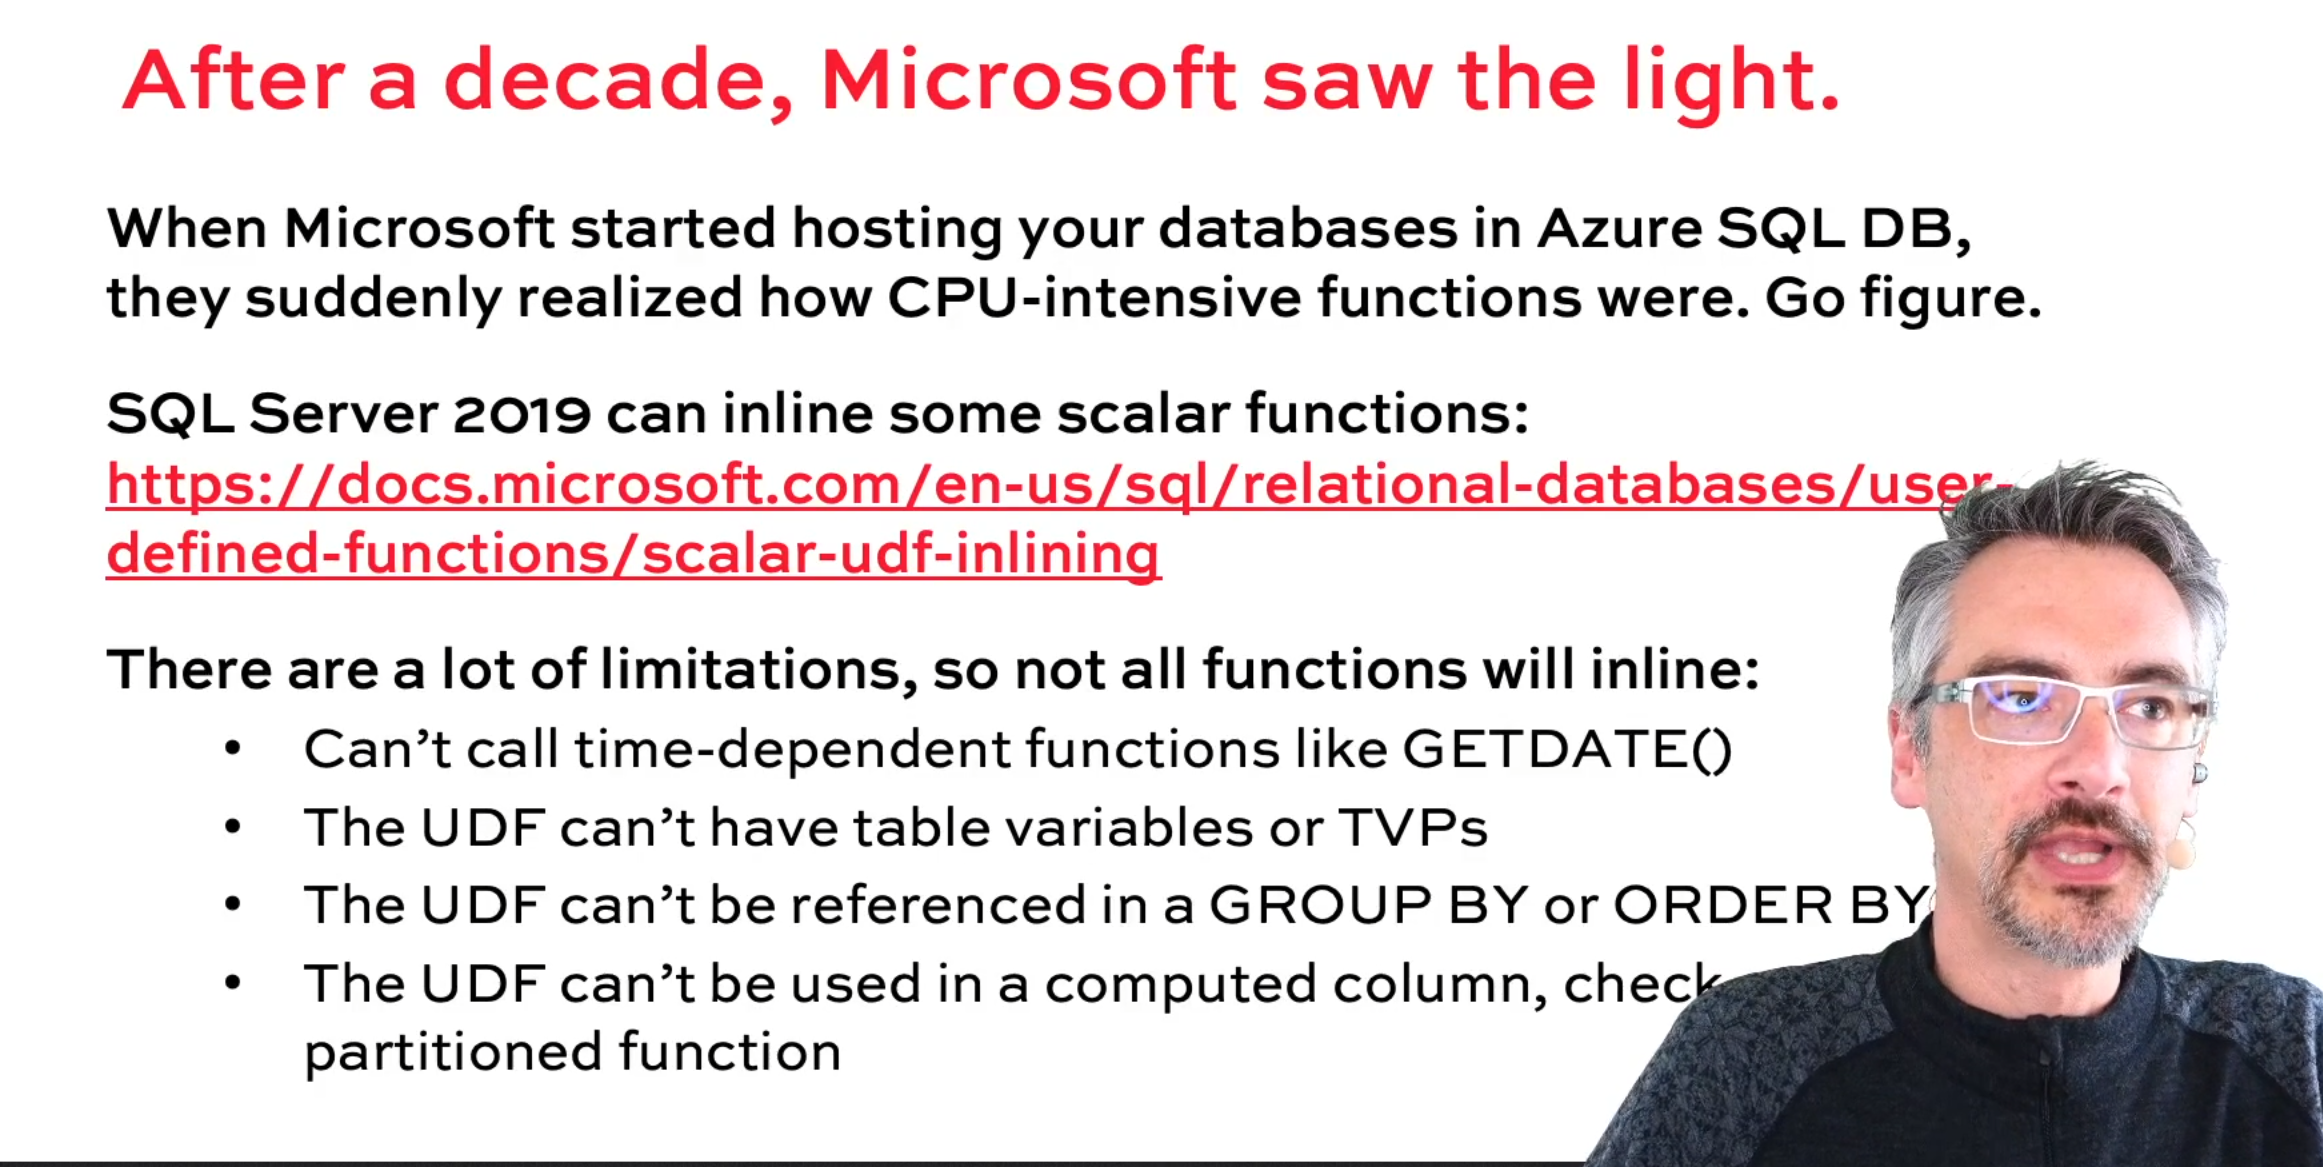 After a decade, Microsoft saw the light.
When Microsoft started hosting your databases in Azure SQL DB,
they suddenly realized how CPU-intensive functions were. Go figure.
SQL Server 2019 can inline some scalar functions:
https://docs.microsoft.com/en-us/sql/relational-databases/user-
defined-functions/scalar-udf-inlining
There are a lot of limitations, so not all functions will inline:
• Can’t call time-dependent functions like GETDATE()
• The UDF can’t have table variables or TVPs
• The UDF can’t be referenced in a GROUP BY or ORDER BY
• The UDF can’t be used in a computed column, check
partitioned function